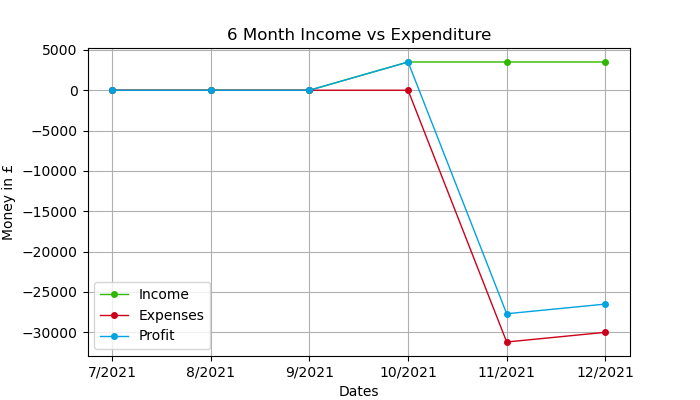 6 Month Income vs Expenditure
5000
0
−5000
−10000
−15000
−20000
−25000
−30000
Money in £
Income
Expenses
Profit
7/2021 8/2021 9/2021 10/2021 11/2021 12/2021
Dates